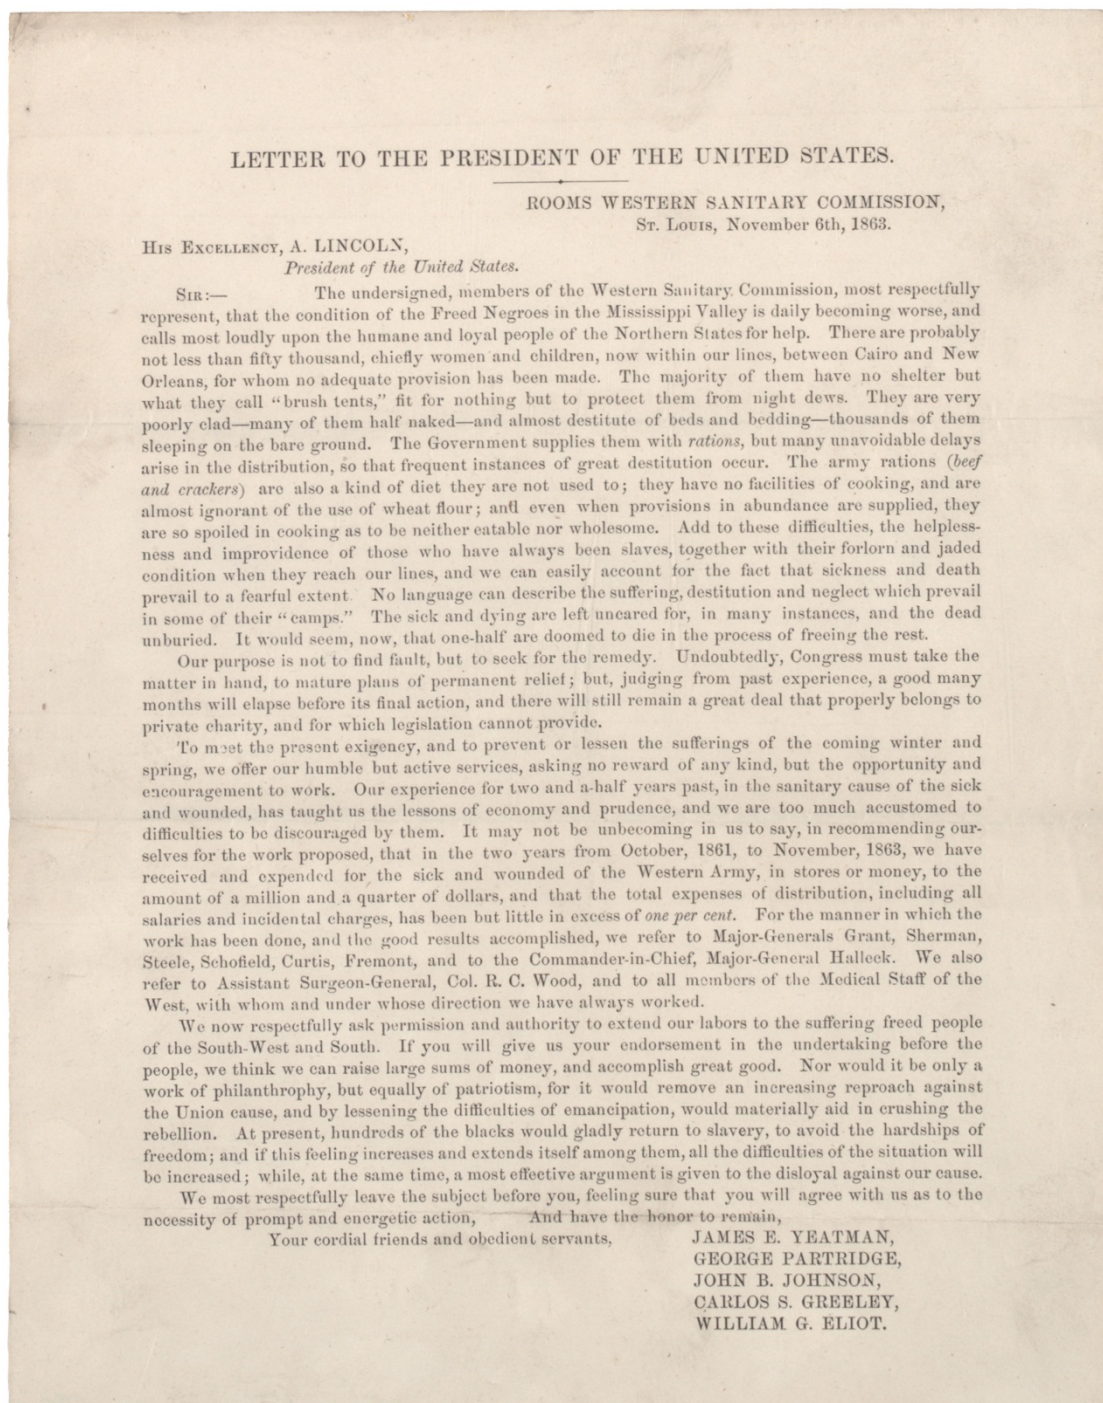 LETTER TO THE PRESIDENT OF THE UNITED STATES.
ROOMS WESTERN SANITARY COMMISSION,
St. Louis, November 6th, 1863.
His Excellency, A. LINCOLN,
President of the United States.
Sir:— The undersigned, members of the Western Sanitary Commission, most respectfully
represent, that the condition of the Freed Negroes in the Mississippi Valley is daily becoming worse, and
calls most loudly upon the humane and loyal people of the Northern States for help. There are probably
not less than fifty thousand, chiefly women and children, now within our lines, between Cairo and New
Orleans, for whom no adequate provision has been made. The majority of them have no shelter but
what they call “brush tents,” fit for nothing but to protect them from night dews. They are very
poorly clad—many of them half naked—and almost destitute of beds and bedding—thousands of them
sleeping on the bare ground. The Government supplies them with rations, but many unavoidable delays
arise in the distribution, so that frequent instances of great destitution occur. The army rations (beef
and crackers) are also a kind of diet they are not used to; they have no facilities of cooking, and are
almost ignorant of the use of wheat flour; and even when provisions in abundance are supplied, they
are so spoiled in cooking as to be neither eatable nor wholesome. Add to these difficulties, the helpless-
ness and improvidence of those who have always been slaves, together with their forlorn and jaded
condition when they reach our lines, and we can easily account for the fact that sickness and death
prevail to a fearful extent. No language can describe the suffering, destitution and neglect which prevail
in some of their “camps.” The sick and dying are left uncared for, in many instances, and the dead
unburied. It would seem, now, that one-half are doomed to die in the process of freeing the rest.
Our purpose is not to find fault, but to seek for the remedy. Undoubtedly, Congress must take the
matter in hand, to mature plans of permanent relief; but, judging from past experience, a good many
months will elapse before its final action, and there will still remain a great deal that properly belongs to
private charity, and for which legislation cannot provide.
To meet the present exigency, and to prevent or lessen the sufferings of the coming winter and
spring, we offer our humble but active services, asking no reward of any kind, but the opportunity and
encouragement to work. Our experience for two and a-half years past, in the sanitary cause of the sick
and wounded, has taught us the lessons of economy and prudence, and we are too much accustomed to
difficulties to be discouraged by them. It may not be unbecoming in us to say, in recommending our-
selves for the work proposed, that in the two years from October, 1861, to November, 1863, we have
received and expended for the sick and wounded of the Western Army, in stores or money, to the
amount of a million and a quarter of dollars, and that the total expenses of distribution, including all
salaries and incidental charges, has been but little in excess of one per cent. For the manner in which the
work has been done, and the good results accomplished, we refer to Major-Generals Grant, Sherman,
Steele, Schofield, Curtis, Fremont, and to the Commander-in-Chief, Major-General Halleck. We also
refer to Assistant Surgeon-General, Col. R. C. Wood, and to all members of the Medical Staff of the
West, with whom and under whose direction we have always worked.
We now respectfully ask permission and authority to extend our labors to the suffering freed people
of the South-West and South. If you will give us your endorsement in the undertaking before the
people, we think we can raise large sums of money, and accomplish great good. Nor would it be only a
work of philanthrophy, but equally of patriotism, for it would remove an increasing reproach against
the Union cause, and by lessening the difficulties of emancipation, would materially aid in crushing the
rebellion. At present, hundreds of the blacks would gladly return to slavery, to avoid the hardships of
freedom; and if this feeling increases and extends itself among them, all the difficulties of the situation will
be increased; while, at the same time, a most effective argument is given to the disloyal against our cause.
We most respectfully leave the subject before you, feeling sure that you will agree with us as to the
necessity of prompt and energetic action, And have the honor to remain,
Your cordial friends and obedient servants,
JAMES E. YEATMAN,
GEORGE PARTRIDGE,
JOHN B. JOHNSON,
CARLOS S. GREELEY,
WILLIAM G. ELIOT.